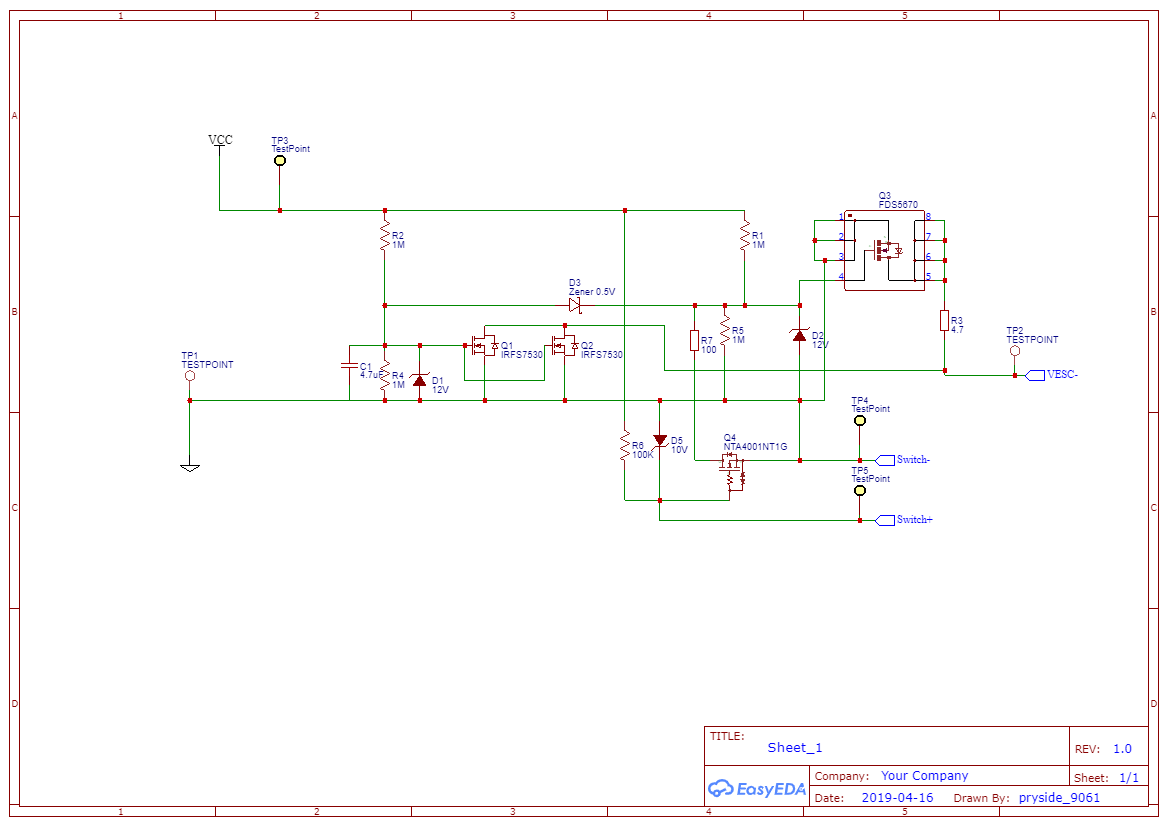 1 2 3 4 5
A A
B B
C C
D D
VCC
TP3
TestPoint
Q3
FDS5670
1 8
2 7
3 6
4 5
R2
1M
R1
1M
D3
Zener 0.5V
R3
4.7
TP2
TESTPOINT
VESC-
R7
100
R5
1M
D2
12V
Q1
IRFS7530
Q2
IRFS7530
TP1
TESTPOINT
C1
4.7uF
R4
1M
D1
12V
TP4
TestPoint
R6
100K
D5
10V
Q4
NTA4001NT1G
Switch-
TP5
TestPoint
Switch+
TITLE:
Sheet_1
REV: 1.0
EasyEDA
Company: Your Company
Sheet: 1/1
Date: 2019-04-16 Drawn By: pryside_9061
1 2 3 4 5